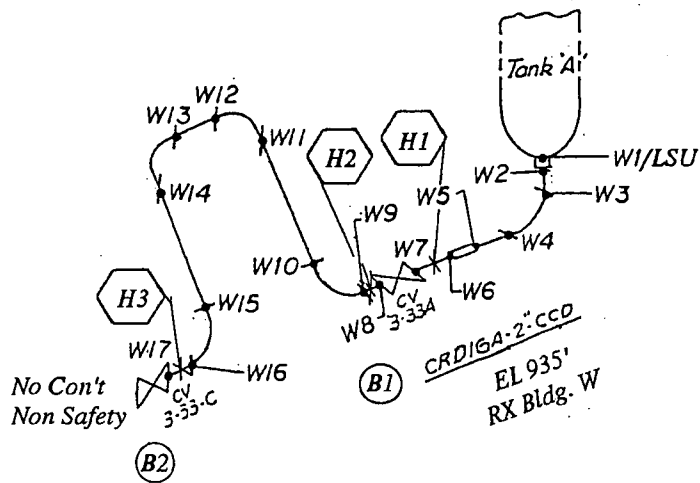 Tank 'A'
W12
W13
W11
H2
H1
W1/LSU
W2
W3
W14
W5
W9
W4
W7
W10
W6
H3
W15
W8
CV
3-33A
W17
W16
B1
CRD16A-2"-CCD
EL 935'
RX Bldg. W
No Con't
Non Safety
CV
3-33-C
B2